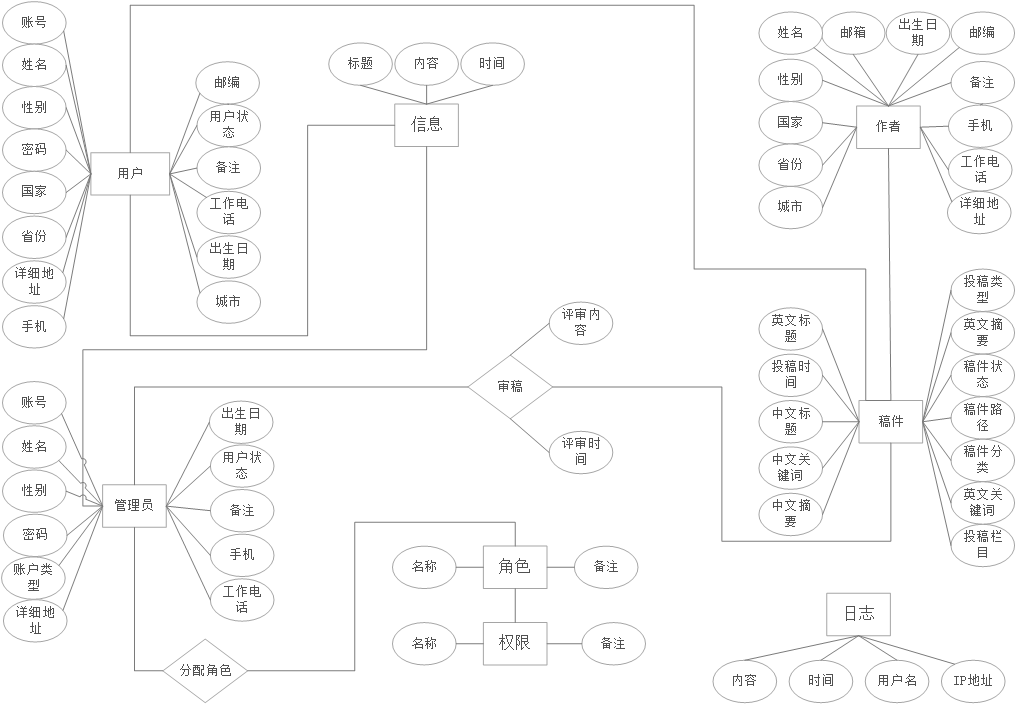 账号
姓名
性别
密码
国家
省份
详细地
址
手机
用户
邮编
用户状
态
备注
工作电
话
出生日
期
城市
标题
内容
时间
信息
姓名
邮箱
出生日
期
邮编
性别
国家
省份
城市
作者
备注
手机
工作电
话
详细地
址
评审内
容
审稿
评审时
间
英文标
题
投稿时
间
中文标
题
中文关
键词
中文摘
要
稿件
投稿类
型
英文摘
要
稿件状
态
稿件路
径
稿件分
类
英文关
键词
投稿栏
目
账号
姓名
性别
密码
账户类
型
详细地
址
管理员
出生日
期
用户状
态
备注
手机
工作电
话
分配角色
名称
角色
备注
名称
权限
备注
日志
内容
时间
用户名
IP地址